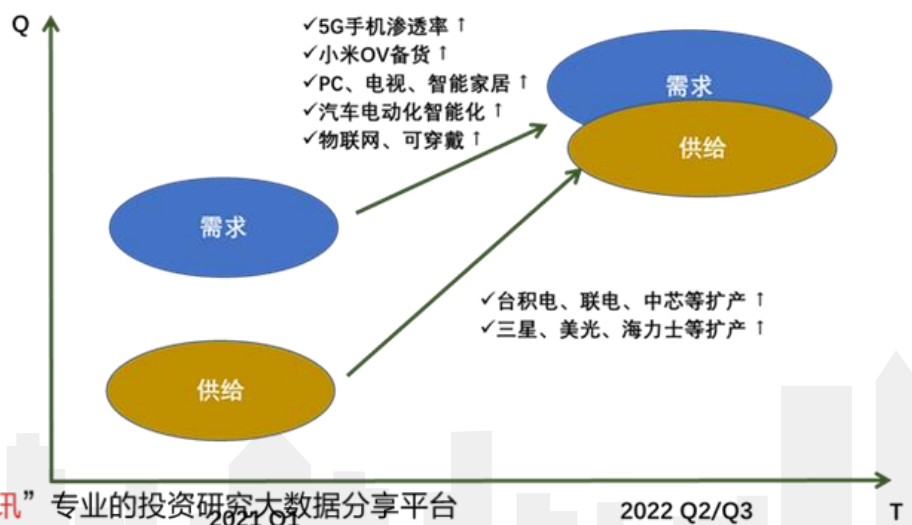 Q
✓5G手机渗透率 ↑
✓小米OV备货 ↑
✓PC、电视、智能家居 ↑
✓汽车电动化智能化 ↑
✓物联网、可穿戴 ↑
需求
供给
需求
✓台积电、联电、中芯等扩产 ↑
✓三星、美光、海力士等扩产 ↑
供给
讯” 专业的投资研究大数据分享平台
2021 Q1
2022 Q2/Q3
T